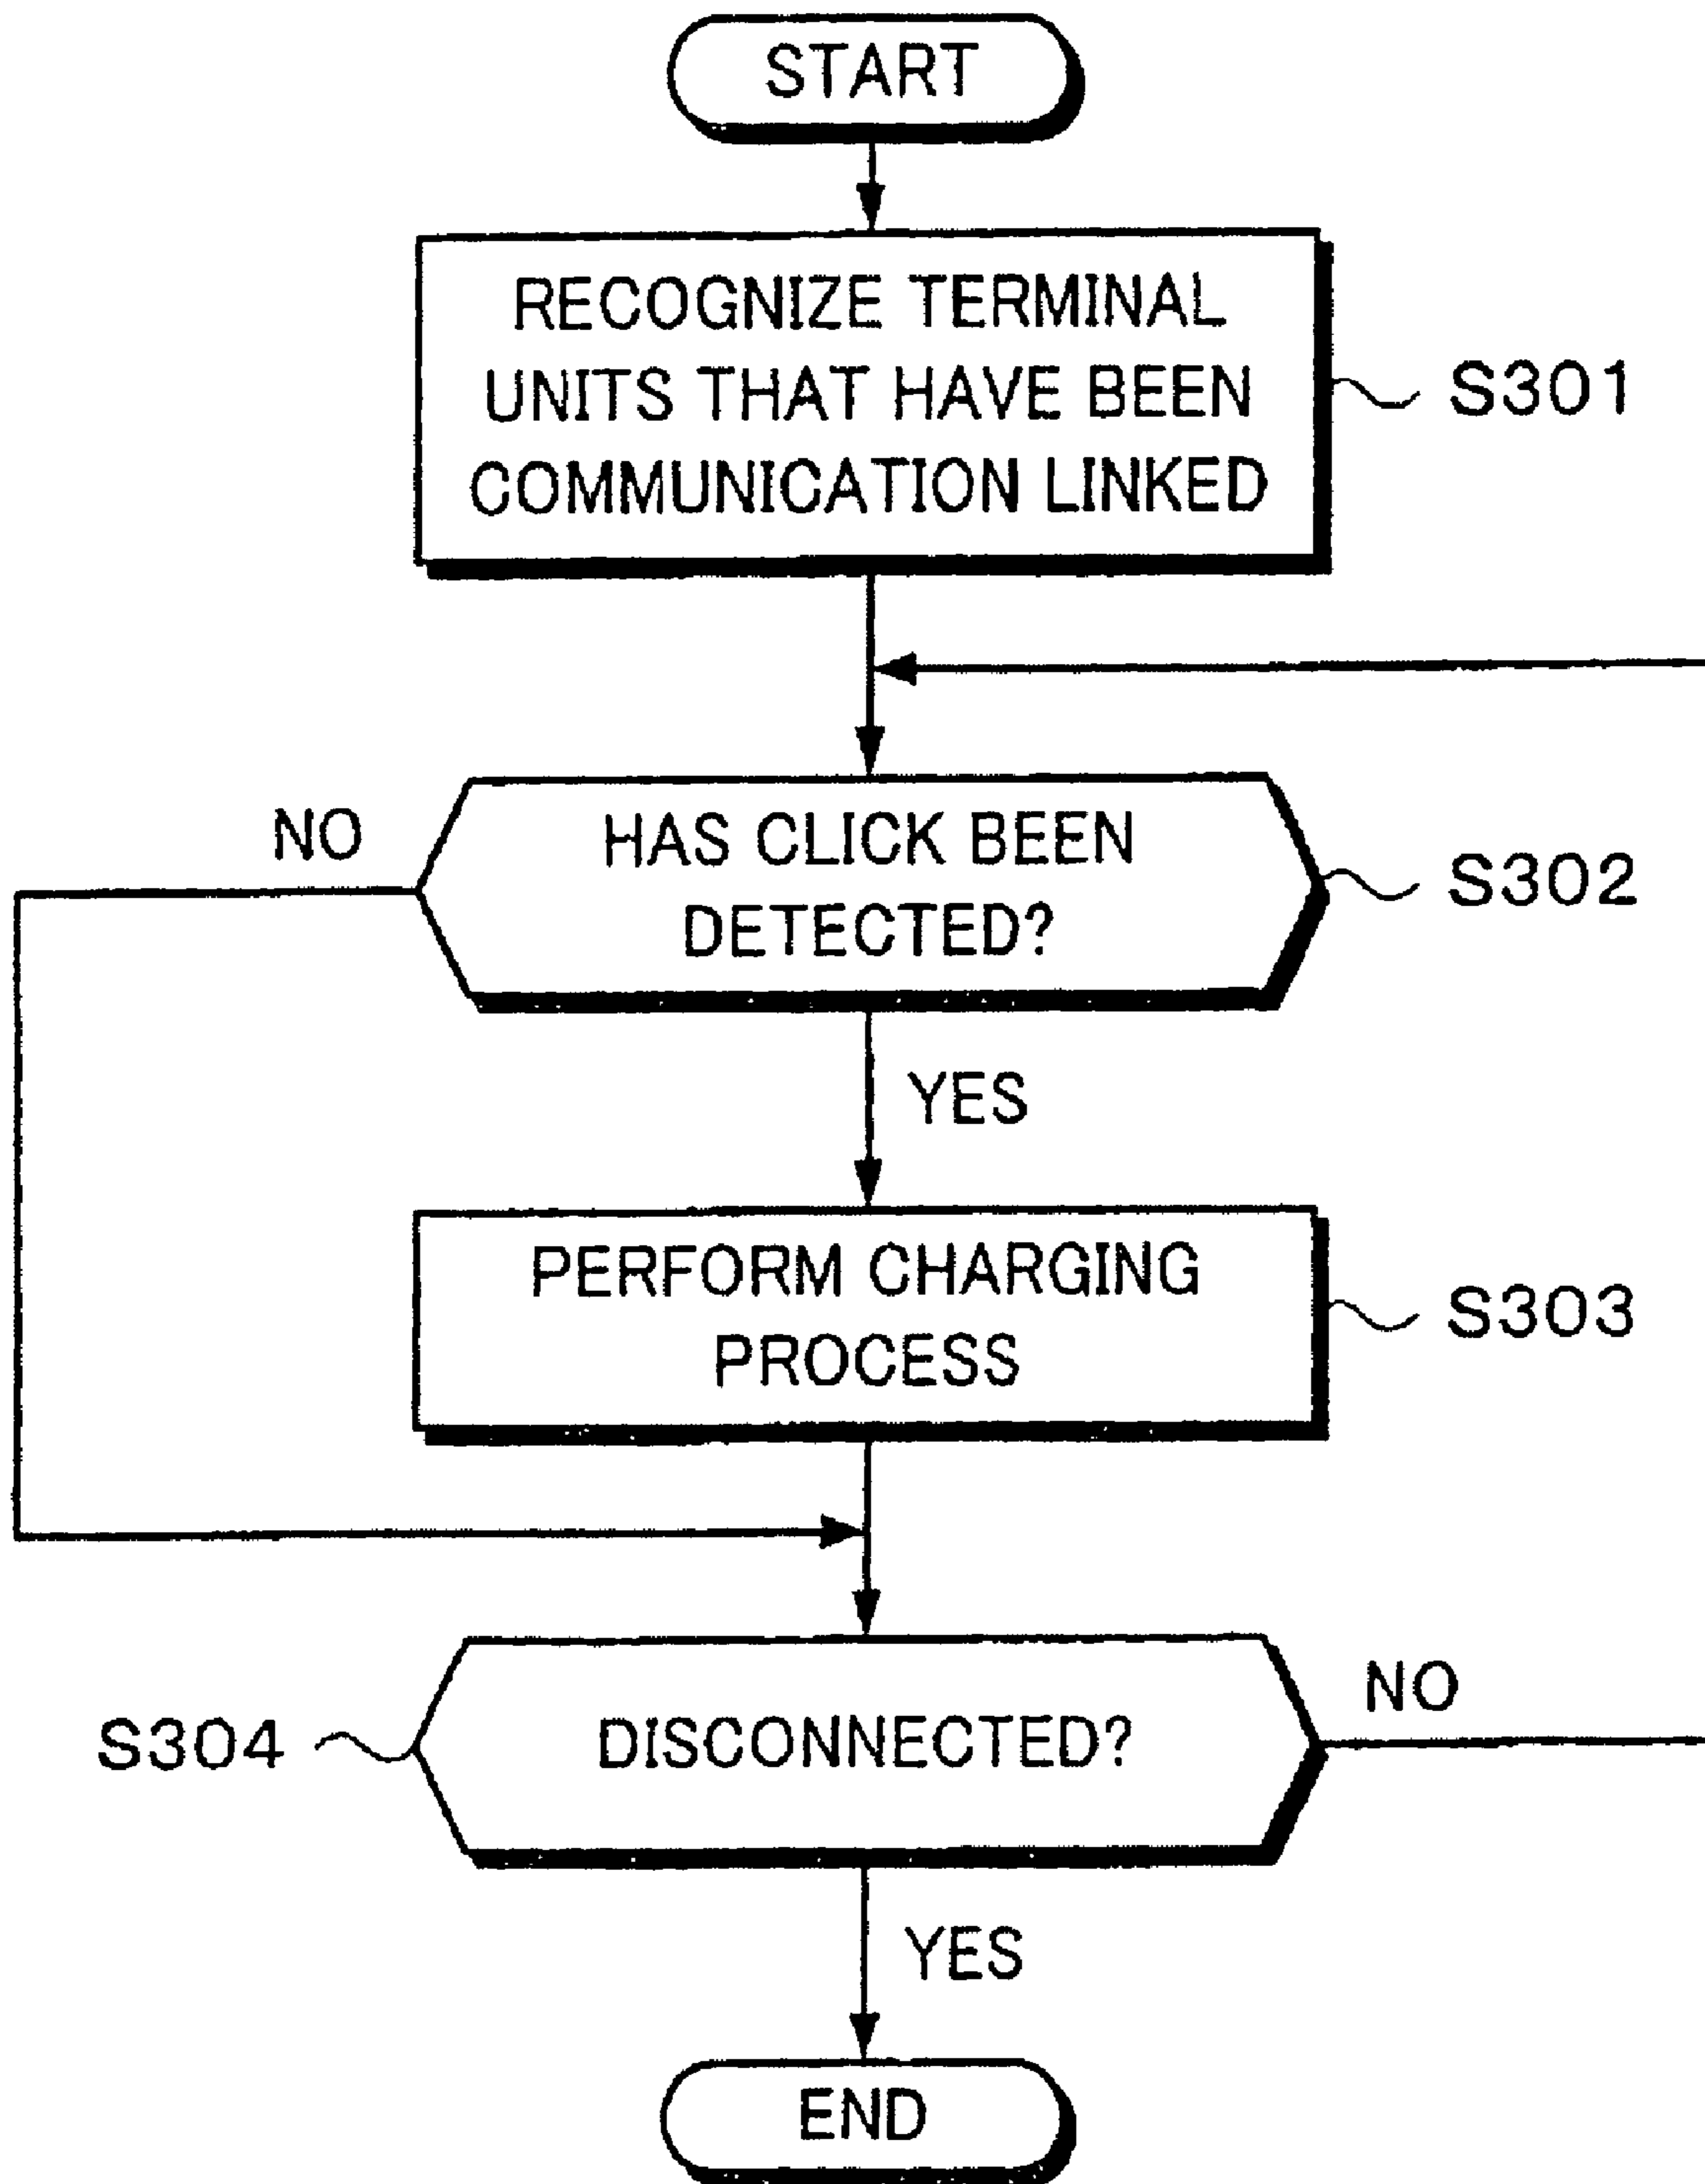 START
RECOGNIZE TERMINAL
UNITS THAT HAVE BEEN
COMMUNICATION LINKED
S301
NO
HAS CLICK BEEN
DETECTED?
S302
YES
PERFORM CHARGING
PROCESS
S303
S304
DISCONNECTED?
NO
YES
END